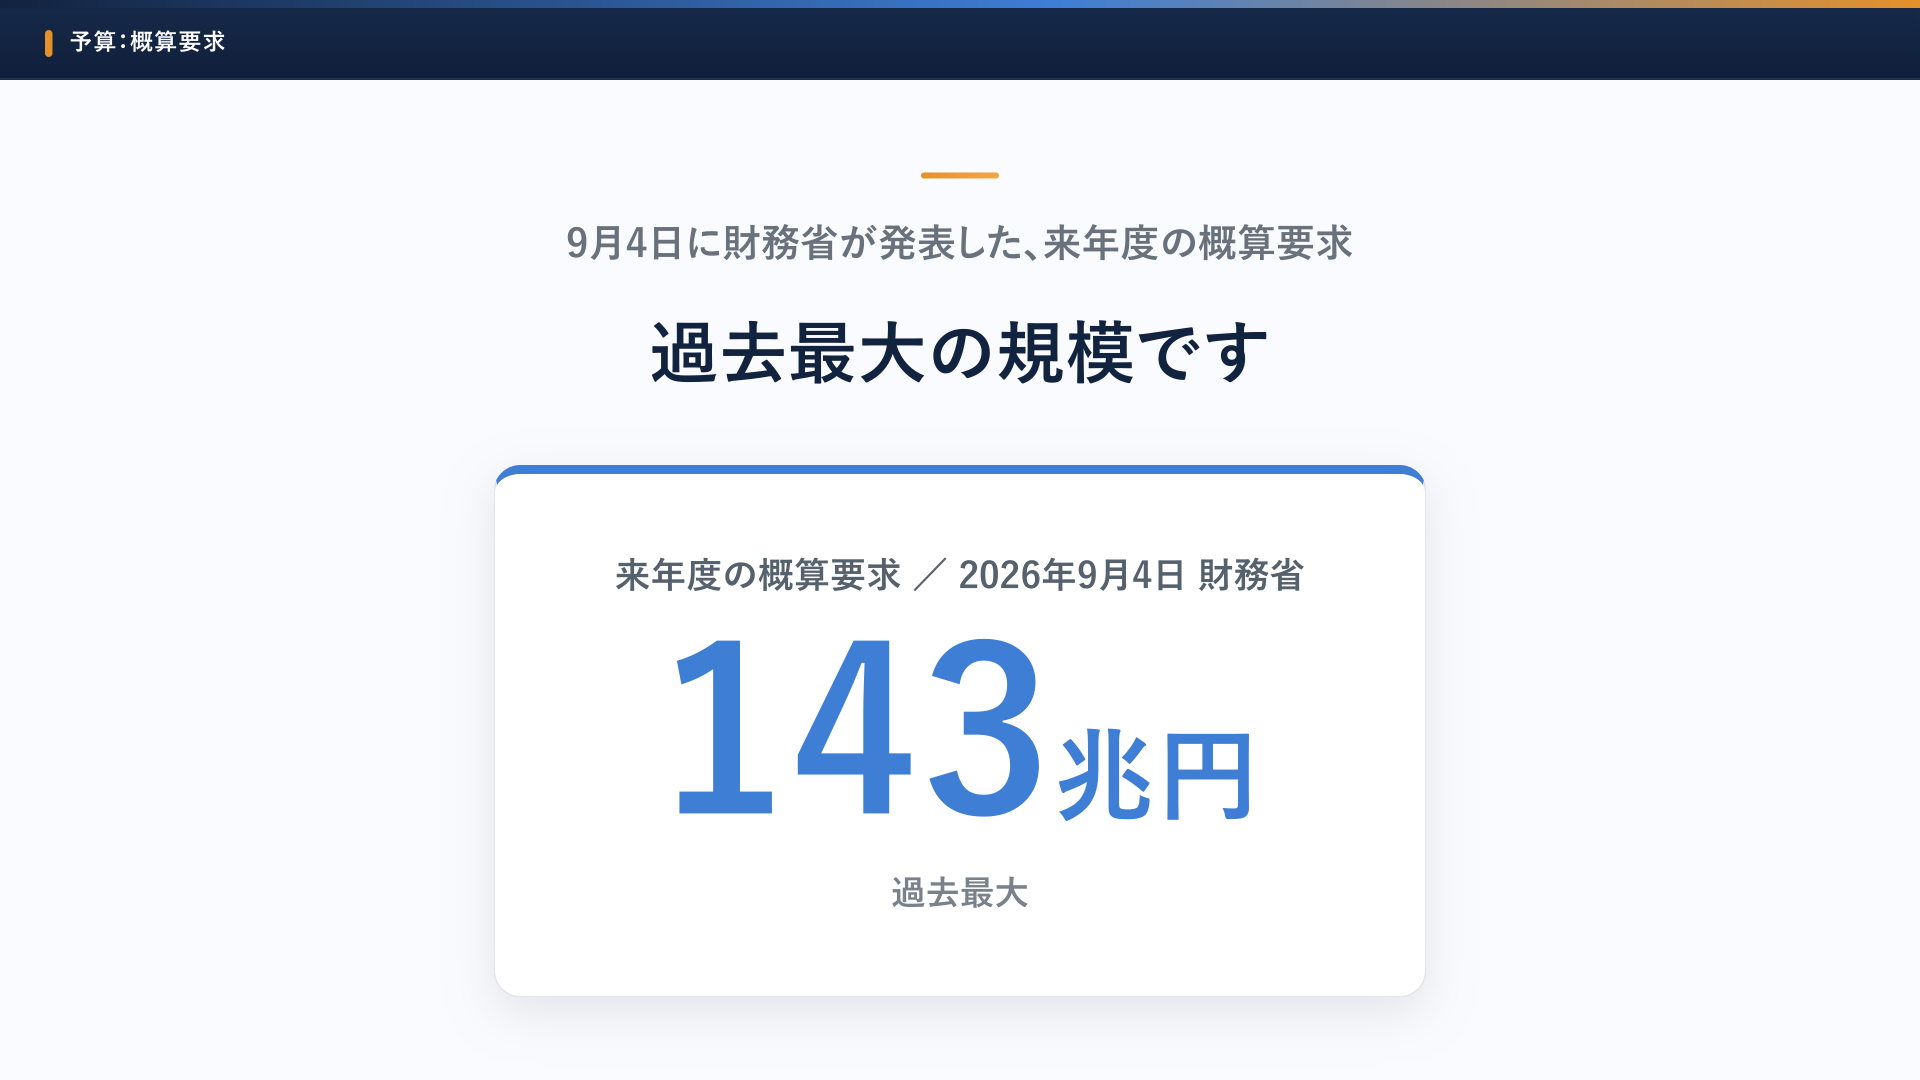 予算：概算要求
9月4日に財務省が発表した、来年度の概算要求
過去最大の規模です
来年度の概算要求 ／ 2026年9月4日 財務省
143兆円
過去最大